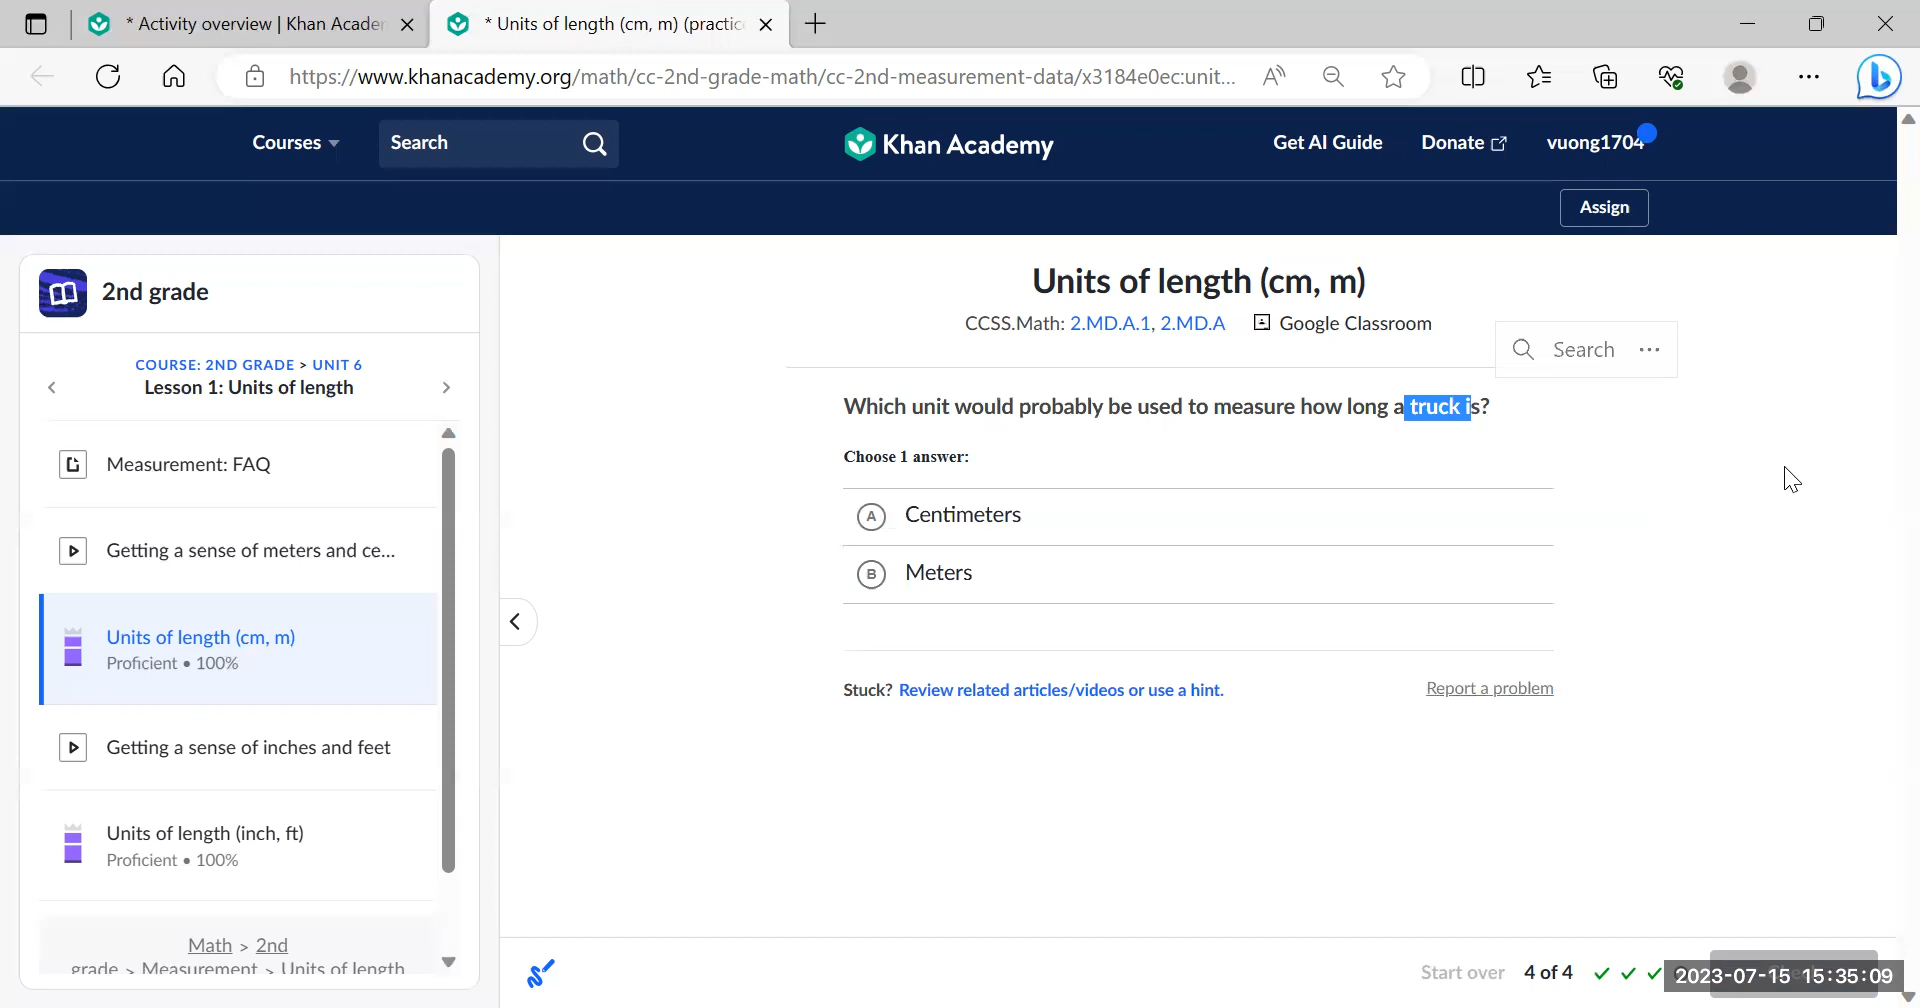 * Activity overview | Khan Acade
* Units of length (cm, m) (practic
https://www.khanacademy.org/math/cc-2nd-grade-math/cc-2nd-measurement-data/x3184e0ec:unit...
Courses
Search
Khan Academy
Get AI Guide
Donate
vuong1704
Assign
2nd grade
COURSE: 2ND GRADE > UNIT 6
Lesson 1: Units of length
Measurement: FAQ
Getting a sense of meters and ce...
Units of length (cm, m)
Proficient • 100%
Getting a sense of inches and feet
Units of length (inch, ft)
Proficient • 100%
Math > 2nd
grade > Measurement > Units of length
Units of length (cm, m)
CCSS.Math: 2.MD.A.1, 2.MD.A
Google Classroom
Search
Which unit would probably be used to measure how long a truck is?
Choose 1 answer:
A Centimeters
B Meters
Stuck? Review related articles/videos or use a hint.
Report a problem
Start over
4 of 4
2023-07-15 15:35:09